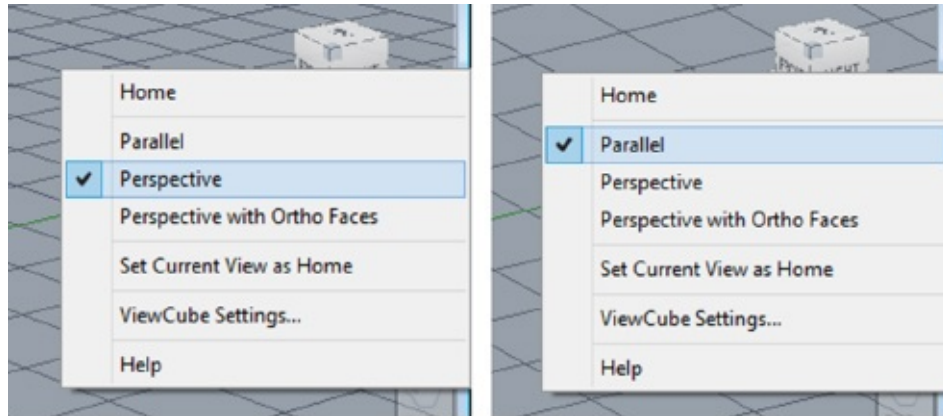 Home
Parallel
Perspective
Perspective with Ortho Faces
Set Current View as Home
ViewCube Settings...
Help
Home
Parallel
Perspective
Perspective with Ortho Faces
Set Current View as Home
ViewCube Settings...
Help